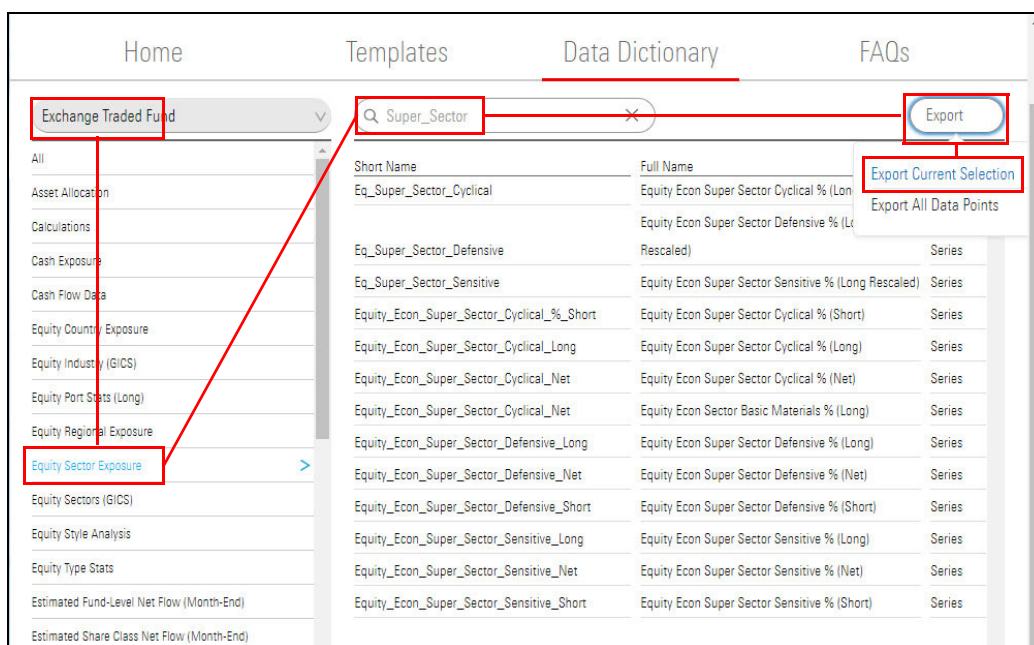 Home Templates Data Dictionary FAQs
Exchange Traded Fund
Super_Sector
Export
Export Current Selection
Export All Data Points
All
Asset Allocation
Calculations
Cash Exposure
Cash Flow Data
Equity Country Exposure
Equity Industry (GICS)
Equity Port Stats (Long)
Equity Regional Exposure
Equity Sector Exposure
Equity Sectors (GICS)
Equity Style Analysis
Equity Type Stats
Estimated Fund-Level Net Flow (Month-End)
Estimated Share Class Net Flow (Month-End)
Short Name Full Name
Eq_Super_Sector_Cyclical Equity Econ Super Sector Cyclical % (Lon
Equity Econ Super Sector Defensive % (Lo
Eq_Super_Sector_Defensive Rescaled) Series
Eq_Super_Sector_Sensitive Equity Econ Super Sector Sensitive % (Long Rescaled) Series
Equity_Econ_Super_Sector_Cyclical_%_Short Equity Econ Super Sector Cyclical % (Short) Series
Equity_Econ_Super_Sector_Cyclical_Long Equity Econ Super Sector Cyclical % (Long) Series
Equity_Econ_Super_Sector_Cyclical_Net Equity Econ Super Sector Cyclical % (Net) Series
Equity_Econ_Super_Sector_Cyclical_Net Equity Econ Sector Basic Materials % (Long) Series
Equity_Econ_Super_Sector_Defensive_Long Equity Econ Super Sector Defensive % (Long) Series
Equity_Econ_Super_Sector_Defensive_Net Equity Econ Super Sector Defensive % (Net) Series
Equity_Econ_Super_Sector_Defensive_Short Equity Econ Super Sector Defensive % (Short) Series
Equity_Econ_Super_Sector_Sensitive_Long Equity Econ Super Sector Sensitive % (Long) Series
Equity_Econ_Super_Sector_Sensitive_Net Equity Econ Super Sector Sensitive % (Net) Series
Equity_Econ_Super_Sector_Sensitive_Short Equity Econ Super Sector Sensitive % (Short) Series